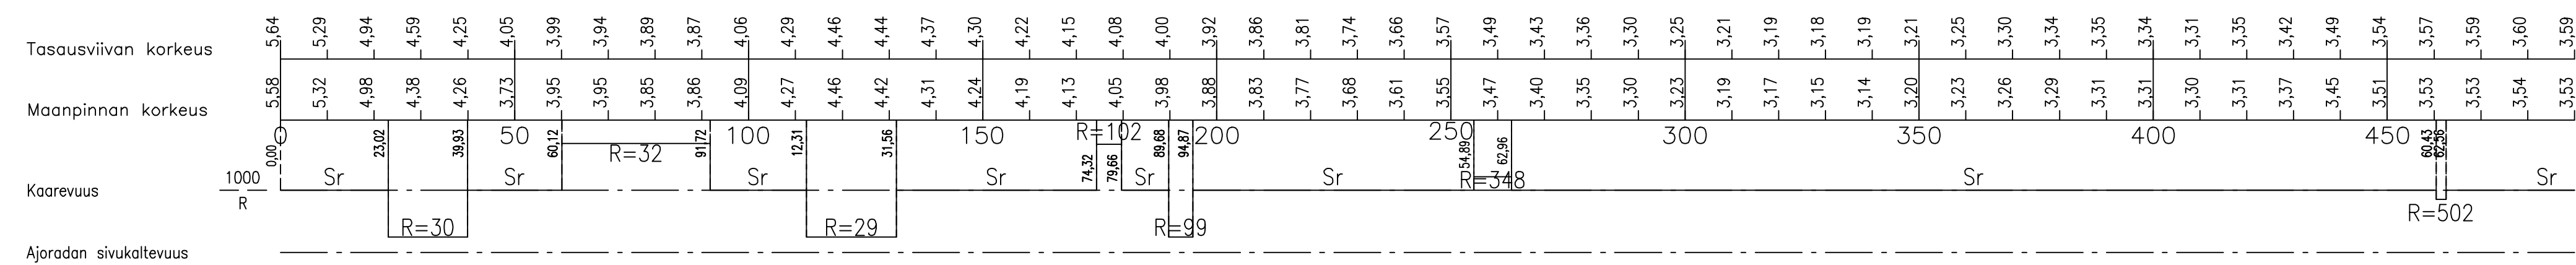 Tasausviivan korkeus 5,64 5,29 4,94 4,59 4,25 4,05 3,99 3,94 3,89 3,87 4,06 4,29 4,46 4,44 4,37 4,30 4,22 4,15 4,08 4,00 3,92 3,86 3,81 3,74 3,66 3,57 3,49 3,43 3,36 3,30 3,25 3,21 3,19 3,18 3,19 3,21 3,25 3,30 3,34 3,35 3,34 3,31 3,35 3,42 3,49 3,54 3,57 3,59 3,60 3,59
Maanpinnan korkeus 5,58 5,32 4,98 4,38 4,26 3,73 3,95 3,95 3,85 3,86 4,09 4,27 4,46 4,42 4,31 4,24 4,19 4,13 4,05 3,98 3,88 3,83 3,77 3,68 3,61 3,55 3,47 3,40 3,35 3,30 3,23 3,19 3,17 3,15 3,14 3,20 3,23 3,26 3,29 3,31 3,31 3,30 3,31 3,37 3,45 3,51 3,53 3,53 3,54 3,53
0 50 100 150 R=102 200 250 300 350 400 450
0,00 23,02 39,93 60,12 R=32 91,72 12,31 31,56 74,32 79,66 89,68 94,87 54,89 62,96 60,43 62,56
Kaarevuus 1000 R Sr Sr Sr Sr Sr Sr R=348 Sr Sr
R=30 R=29 R=99 R=502
Ajoradan sivukaltevuus